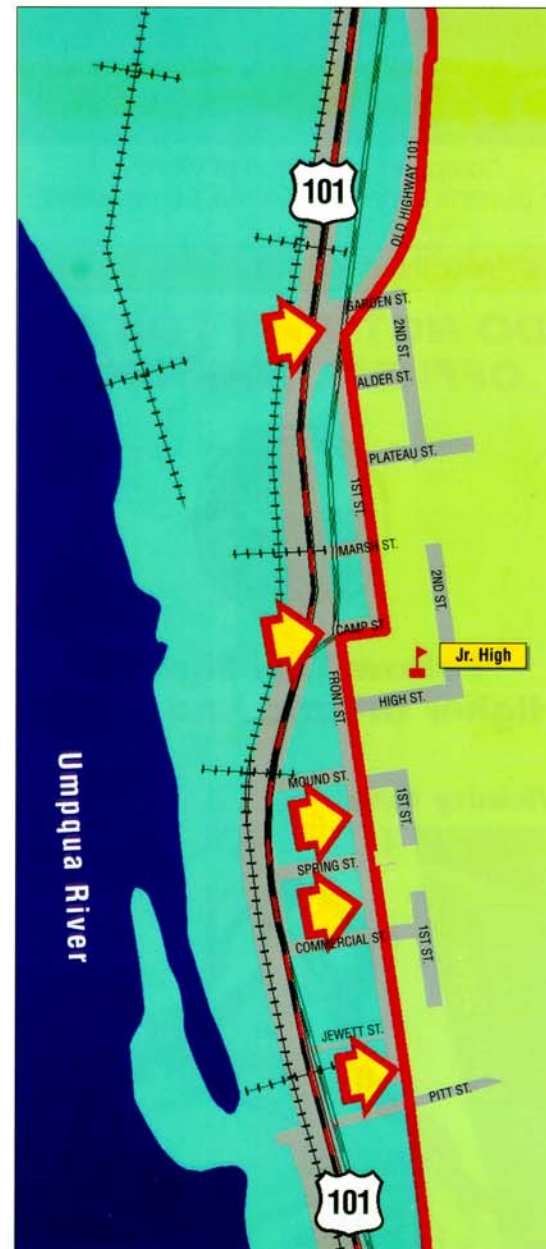 101
OLD HIGHWAY 101
GARDEN ST.
2ND ST.
ALDER ST.
PLATEAU ST.
1ST ST.
MARSH ST.
2ND ST.
CAMP ST
Jr. High
FRONT ST.
HIGH ST.
MOUND ST.
1ST ST.
SPRING ST.
COMMERCIAL ST.
1ST ST.
Umpqua River
JEWETT ST.
PITT ST.
101